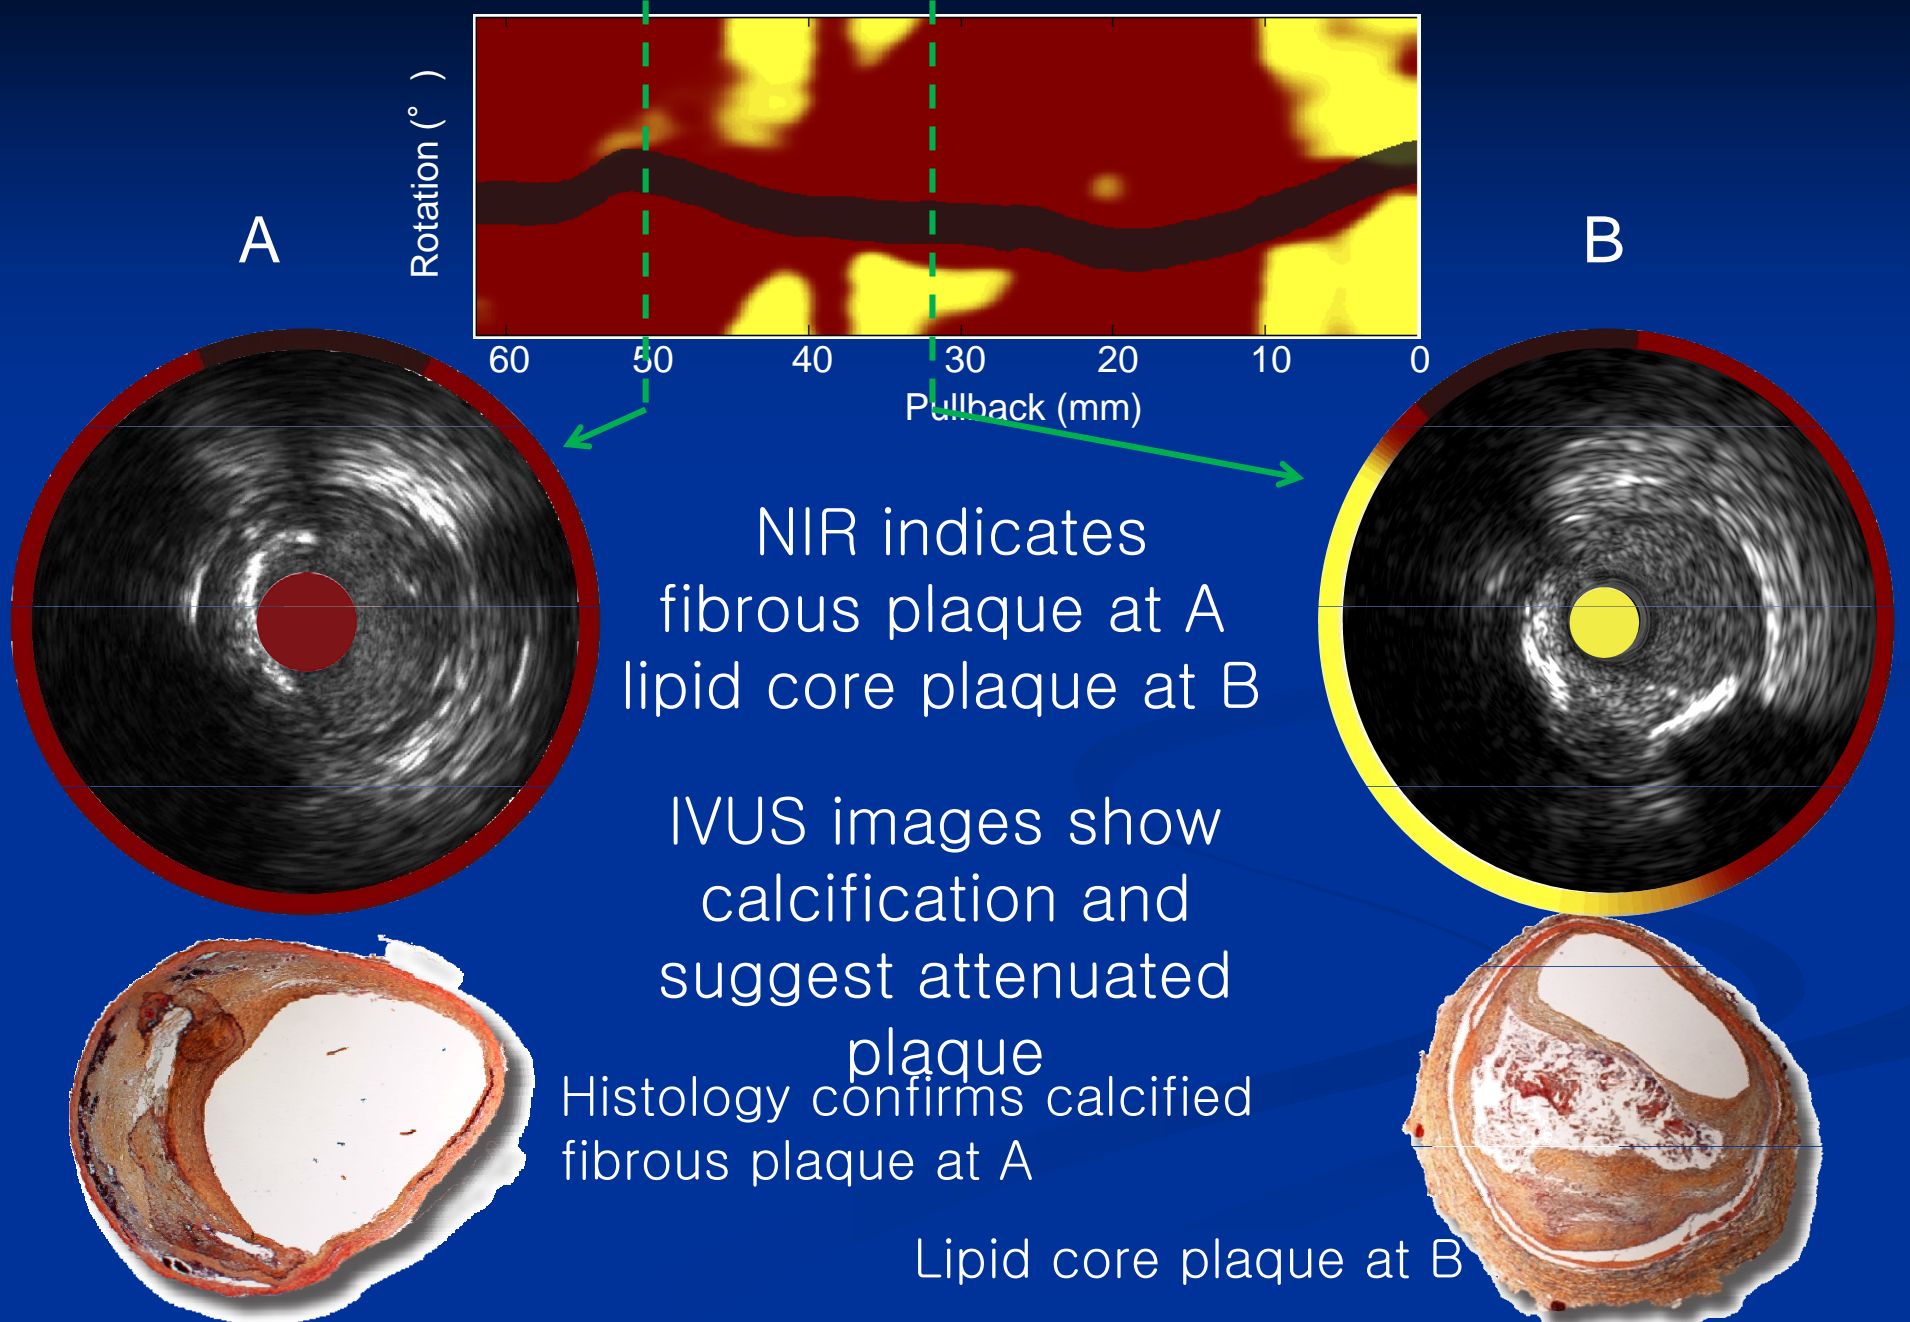 Rotation (° )
A
B
60 50 40 30 20 10 0
Pullback (mm)
NIR indicates
fibrous plaque at A
lipid core plaque at B
IVUS images show
calcification and
suggest attenuated
plaque
Histology confirms calcified
fibrous plaque at A
Lipid core plaque at B